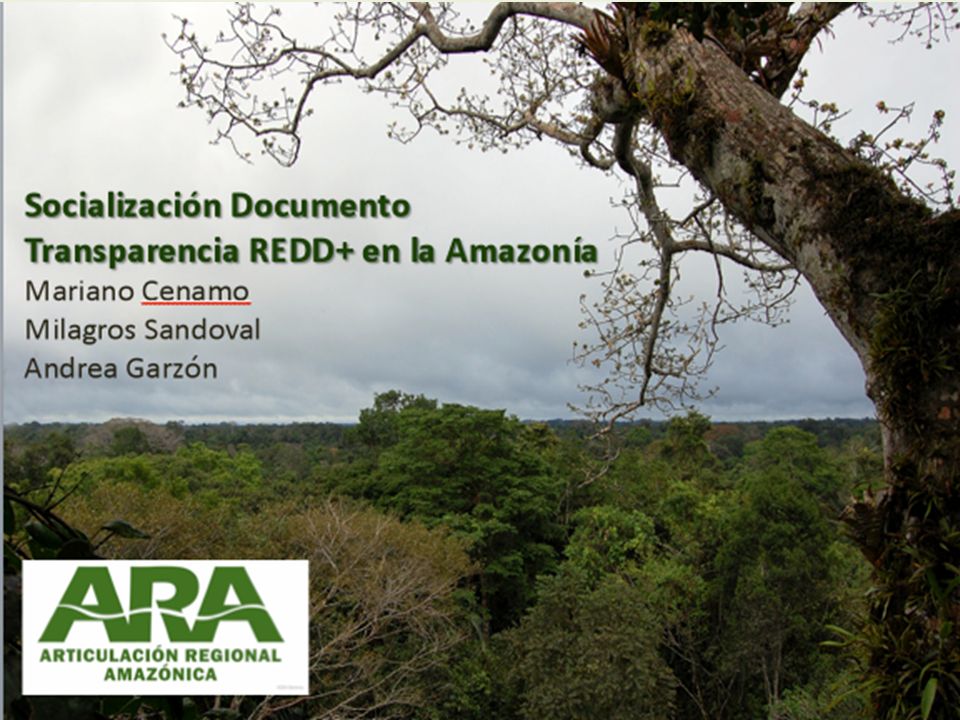 Socialización Documento
Transparencia REDD+ en la Amazonía
Mariano Cenamo
Milagros Sandoval
Andrea Garzón
ARA
ARTICULACIÓN REGIONAL
AMAZÓNICA